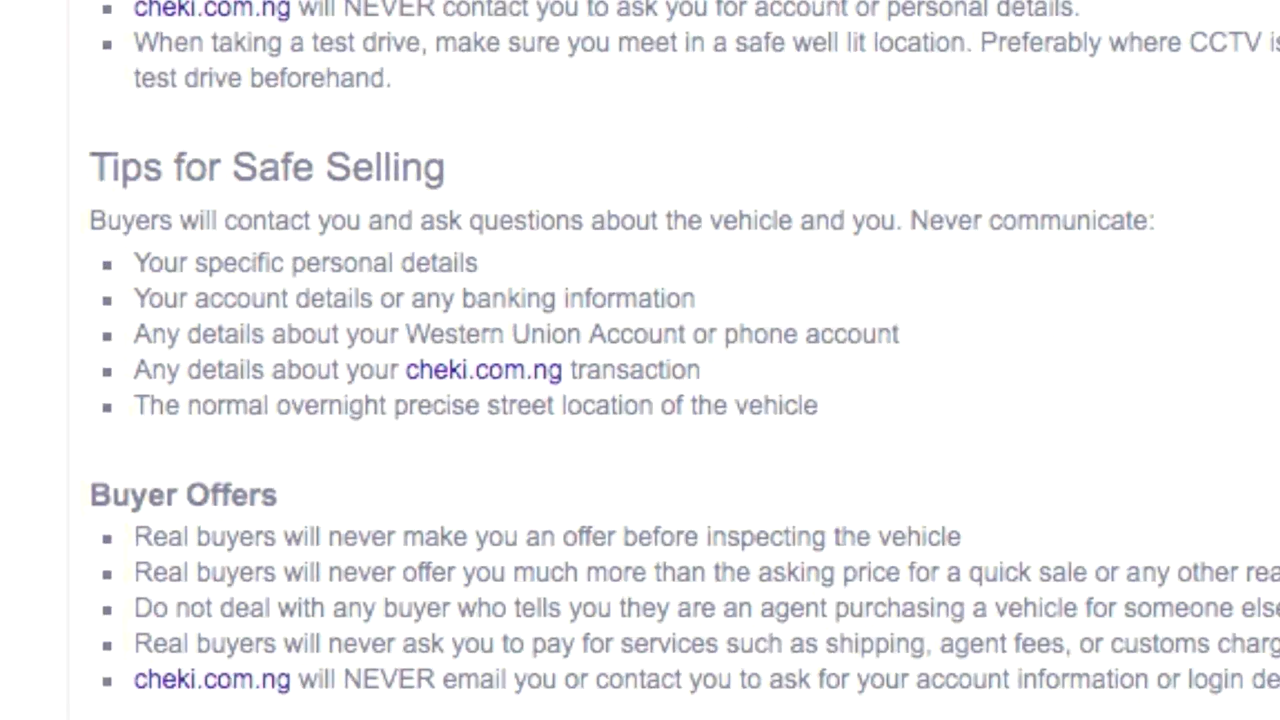 cheki.com.ng will NEVER contact you to ask you for account or personal details.
When taking a test drive, make sure you meet in a safe well lit location. Preferably where CCTV is
test drive beforehand.
Tips for Safe Selling
Buyers will contact you and ask questions about the vehicle and you. Never communicate:
Your specific personal details
Your account details or any banking information
Any details about your Western Union Account or phone account
Any details about your cheki.com.ng transaction
The normal overnight precise street location of the vehicle
Buyer Offers
Real buyers will never make you an offer before inspecting the vehicle
Real buyers will never offer you much more than the asking price for a quick sale or any other rea
Do not deal with any buyer who tells you they are an agent purchasing a vehicle for someone else
Real buyers will never ask you to pay for services such as shipping, agent fees, or customs charg
cheki.com.ng will NEVER email you or contact you to ask for your account information or login de